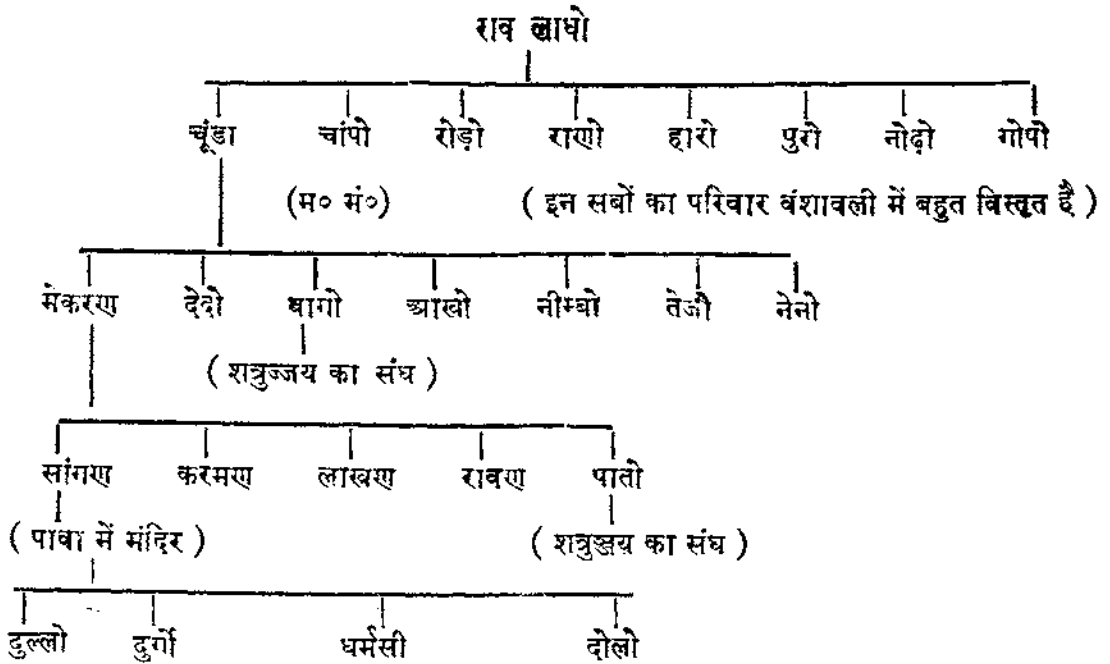 राव लाधो
चूंडा चांपो रोड़ो राणो हारो पुरो नोढ़ो गोपो
(म० मं०) ( इन सबों का परिवार वंशावली में बहुत विस्तृत है )
मेकरण देदो बागो आखो नीम्बो तेजो नेनो
( शत्रुञ्जय का संघ )
सांगण करमण लाखण रावण पातो
( पावा में मंदिर ) ( शत्रुञ्जय का संघ )
दुल्लो दुर्गो धर्मसी दोलो